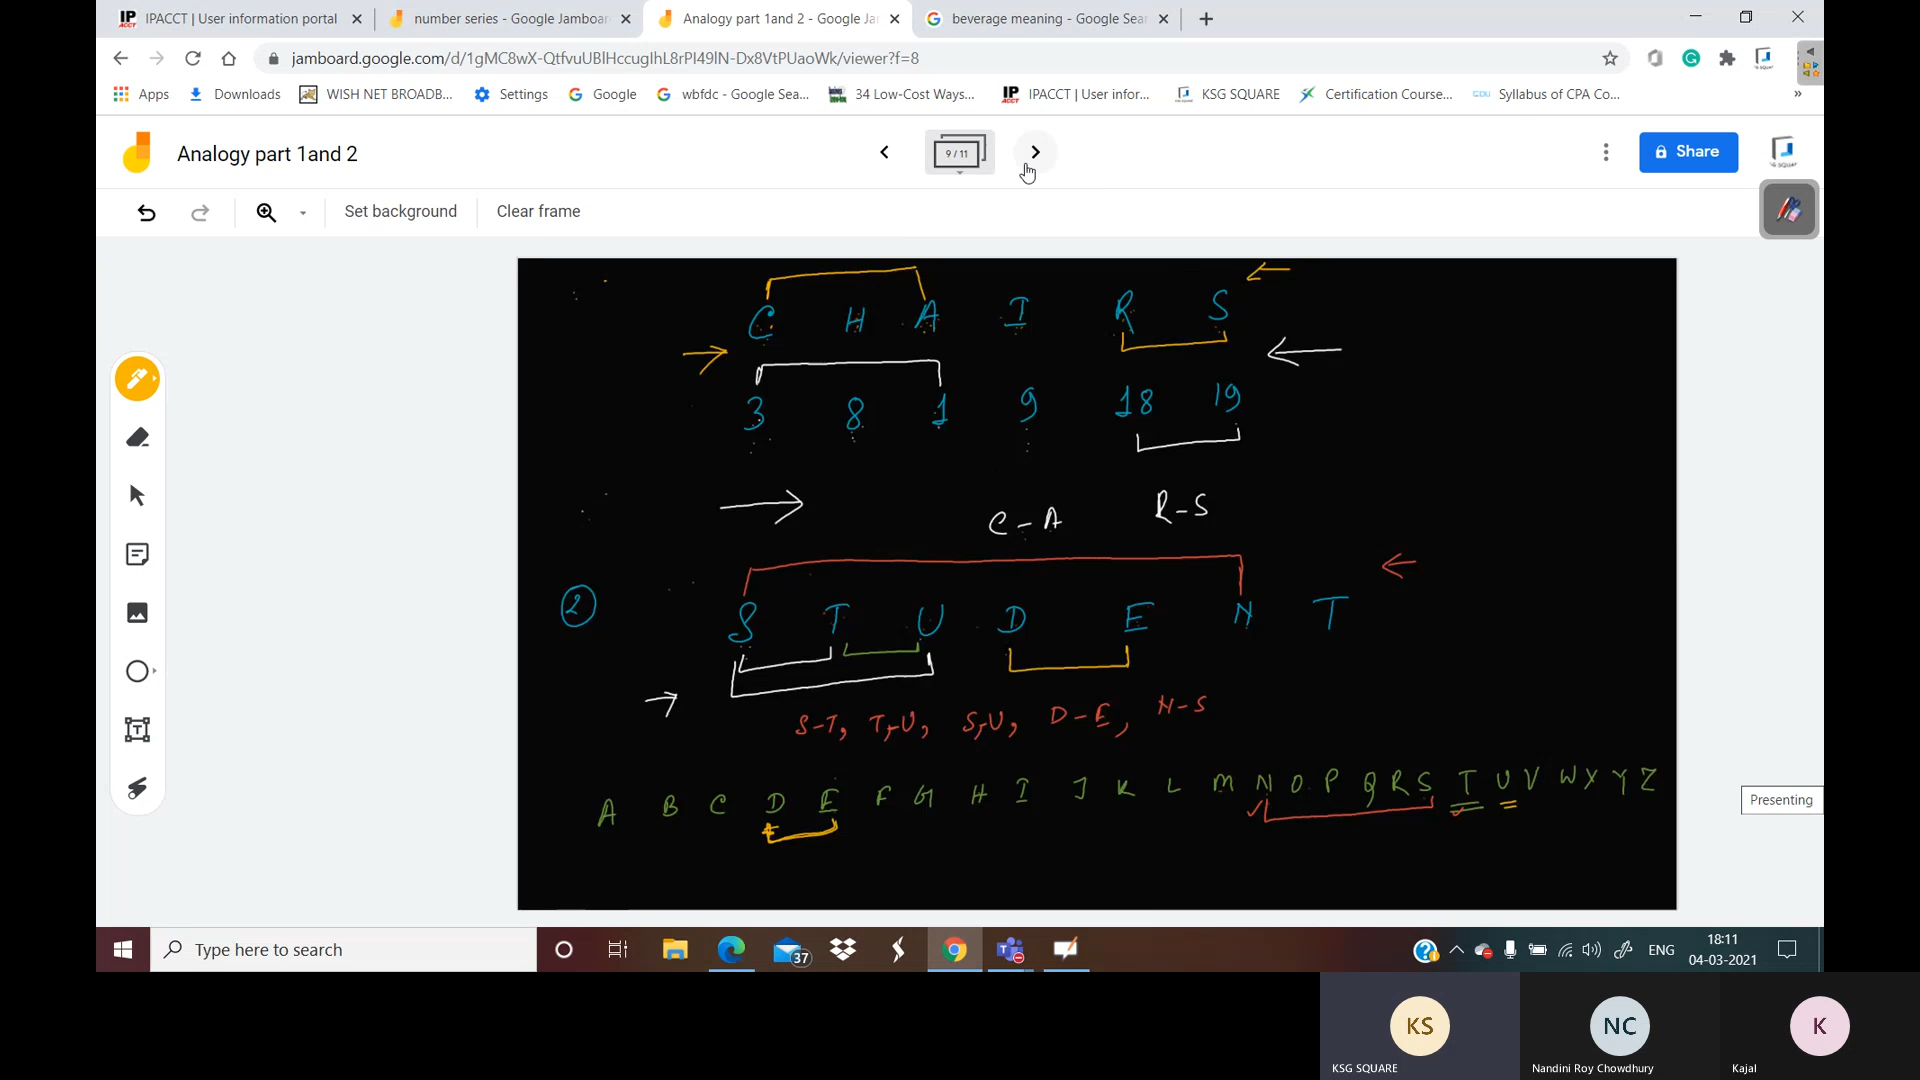 IPACCT | User information portal
number series - Google Jamboar
Analogy part 1and 2 - Google Ja
beverage meaning - Google Sea
jamboard.google.com/d/1gMC8wX-QtfvuUBlHccugIhL8rPI49lN-Dx8VtPUaoWk/viewer?f=8
Apps
Downloads
WISH NET BROADB...
Settings
Google
wbfdc - Google Sea...
34 Low-Cost Ways...
IPACCT | User infor...
KSG SQUARE
Certification Course...
Syllabus of CPA Co...
Analogy part 1and 2
9 / 11
Share
Set background
Clear frame
C H A I R S
3 8 1 9 18 19
C - A R - S
2 S T U D E N T
S-T, T-U, S-U, D-E, N-S
A B C D E F G H I J K L M N O P Q R S T U V W X Y Z
Presenting
Type here to search
37
ENG
18:11
04-03-2021
KS
NC
K
KSG SQUARE
Nandini Roy Chowdhury
Kajal